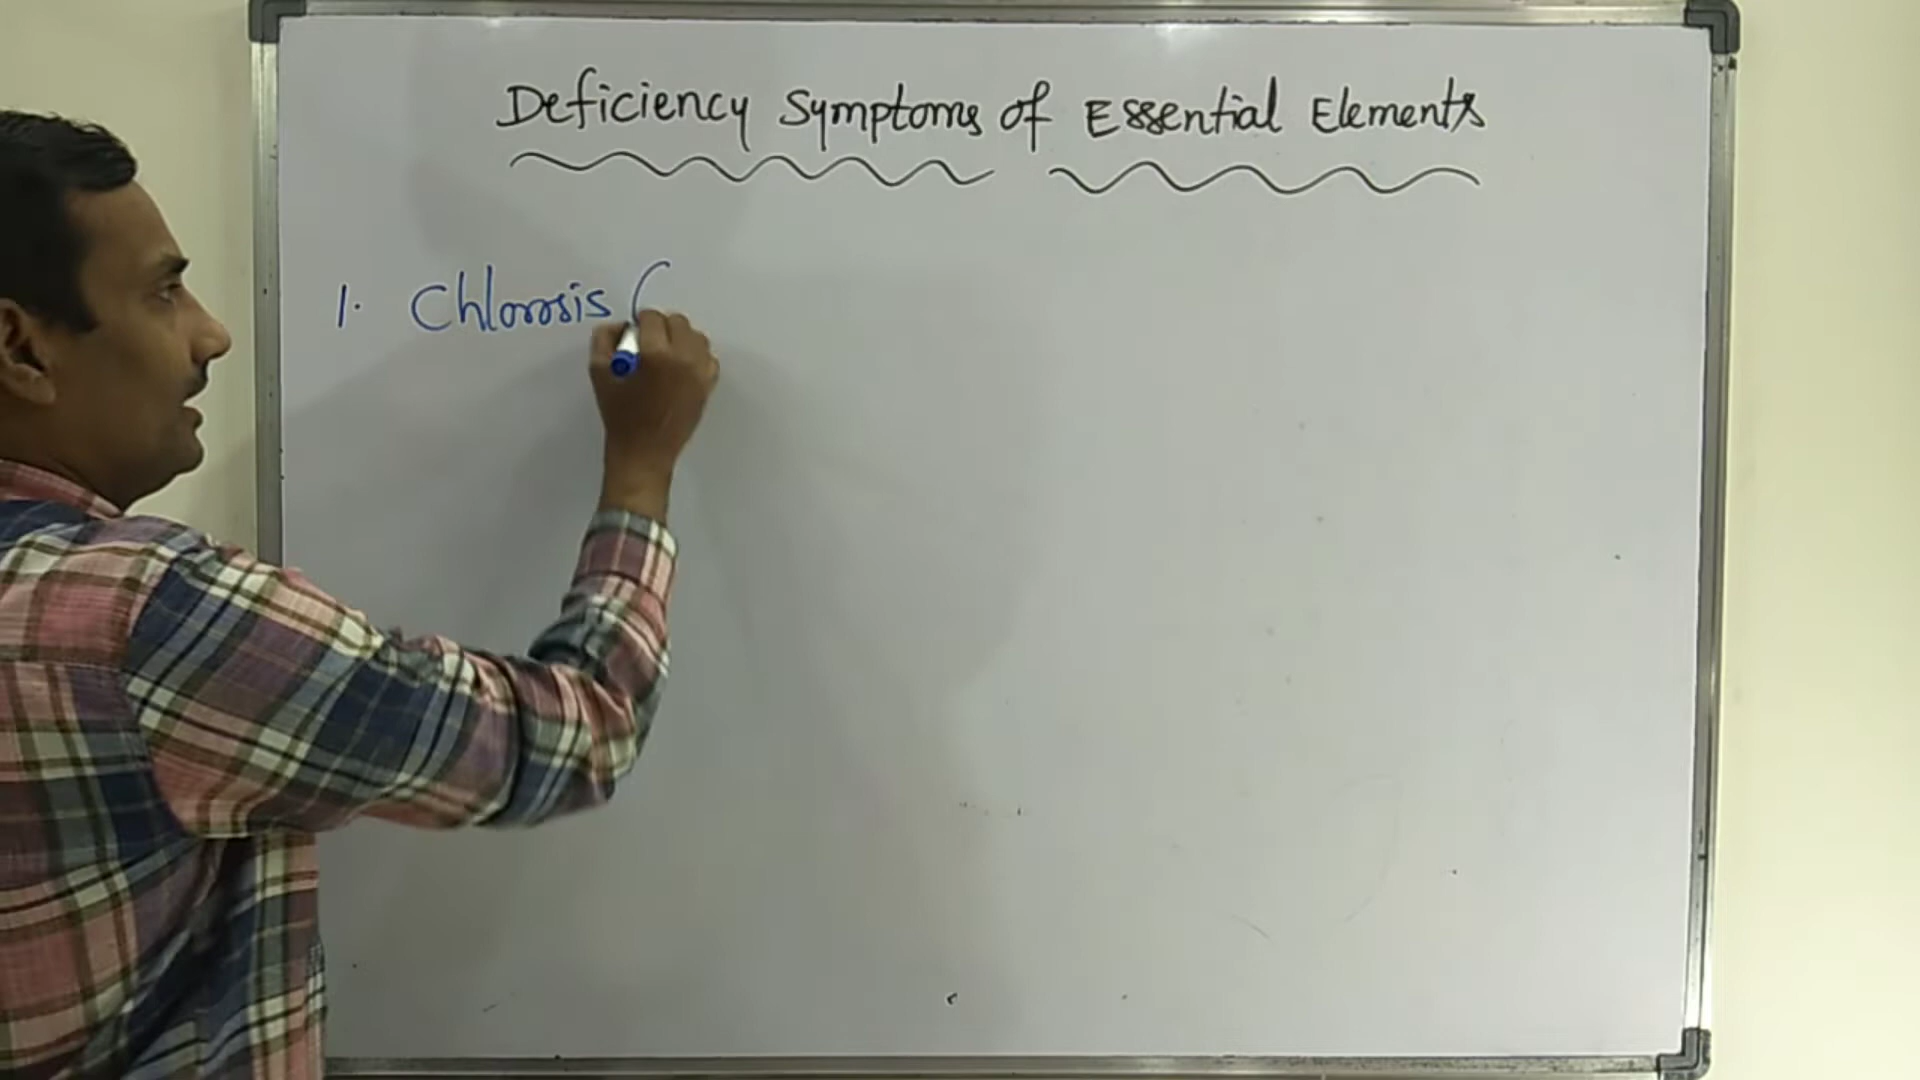 Deficiency Symptoms of Essential Elements
1. Chlorosis (